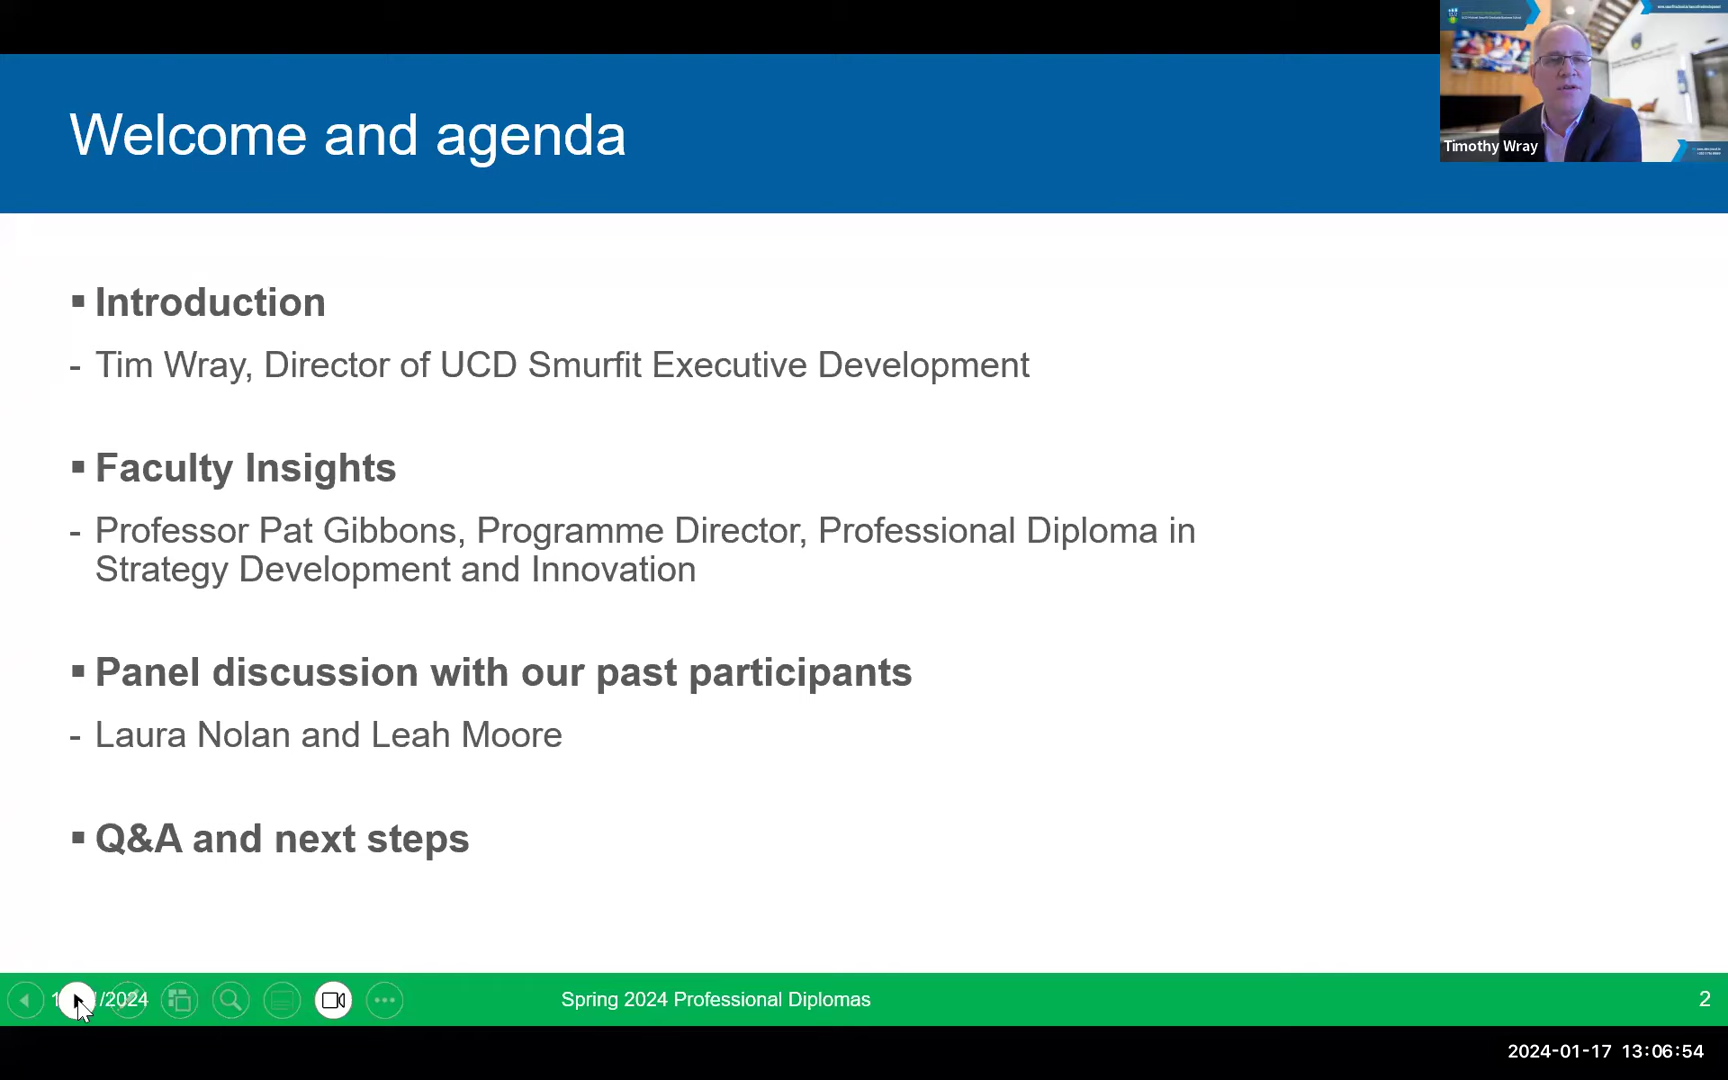 Welcome and agenda
Timothy Wray
▪ Introduction
- Tim Wray, Director of UCD Smurfit Executive Development
▪ Faculty Insights
- Professor Pat Gibbons, Programme Director, Professional Diploma in
Strategy Development and Innovation
▪ Panel discussion with our past participants
- Laura Nolan and Leah Moore
▪ Q&A and next steps
/2024
Spring 2024 Professional Diplomas
2
2024-01-17 13:06:54